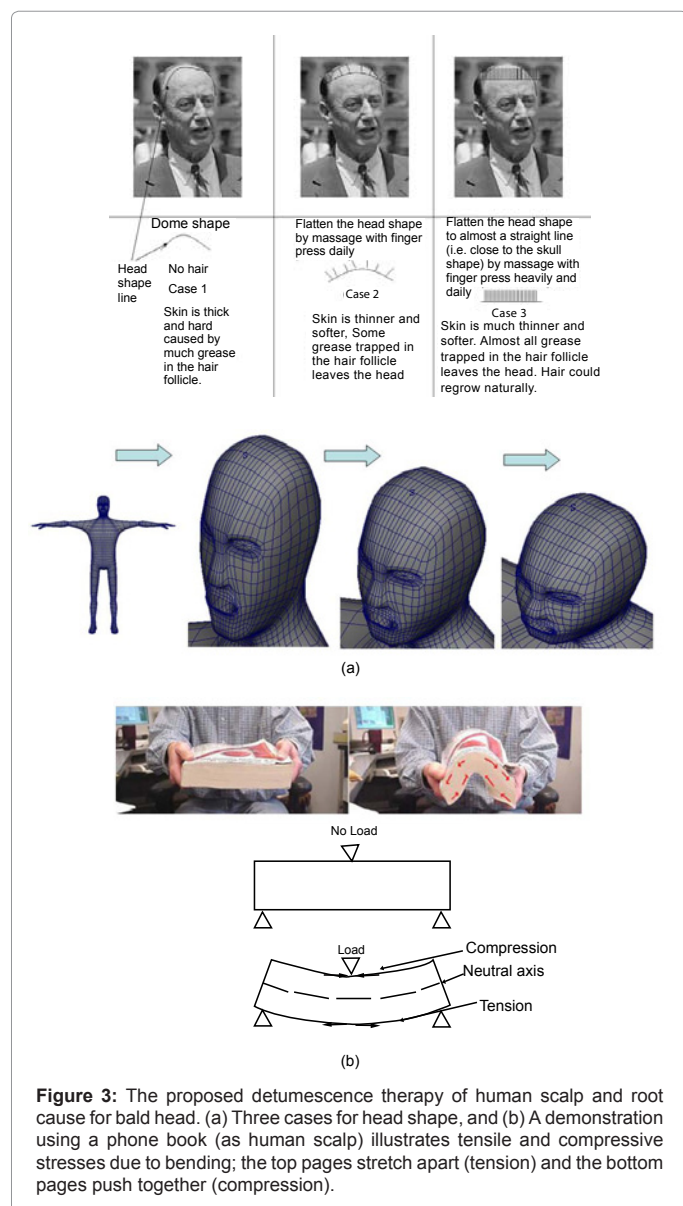 Dome shape
Head
shape
line
No hair
Case 1
Skin is thick
and hard
caused by
much grease
in the hair
follicle.
Flatten the head shape
by massage with finger
press daily
Case 2
Skin is thinner and
softer, Some
grease trapped in
the hair follicle
leaves the head
Flatten the head shape
to almost a straight line
(i.e. close to the skull
shape) by massage with
finger press heavily and
daily
Case 3
Skin is much thinner and
softer. Almost all grease
trapped in the hair follicle
leaves the head. Hair could
regrow naturally.
(a)
No Load
Load
Compression
Neutral axis
Tension
(b)
Figure 3: The proposed detumescence therapy of human scalp and root
cause for bald head. (a) Three cases for head shape, and (b) A demonstration
using a phone book (as human scalp) illustrates tensile and compressive
stresses due to bending; the top pages stretch apart (tension) and the bottom
pages push together (compression).